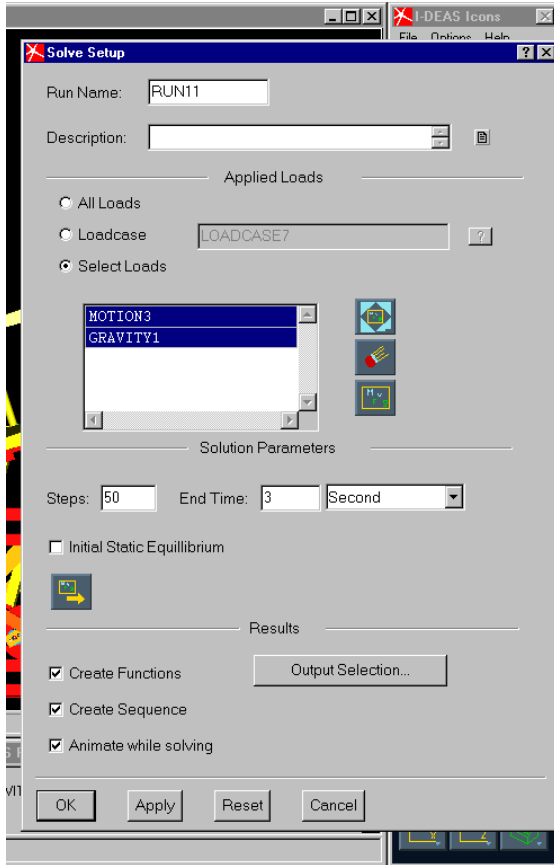 I-DEAS Icons
File Options Help
Solve Setup
Run Name: RUN11
Description:
Applied Loads
All Loads
Loadcase LOADCASE7 ?
Select Loads
MOTION3
GRAVITY1
Solution Parameters
Steps: 50 End Time: 3 Second
Initial Static Equillibrium
Results
Create Functions Output Selection...
Create Sequence
Animate while solving
OK Apply Reset Cancel